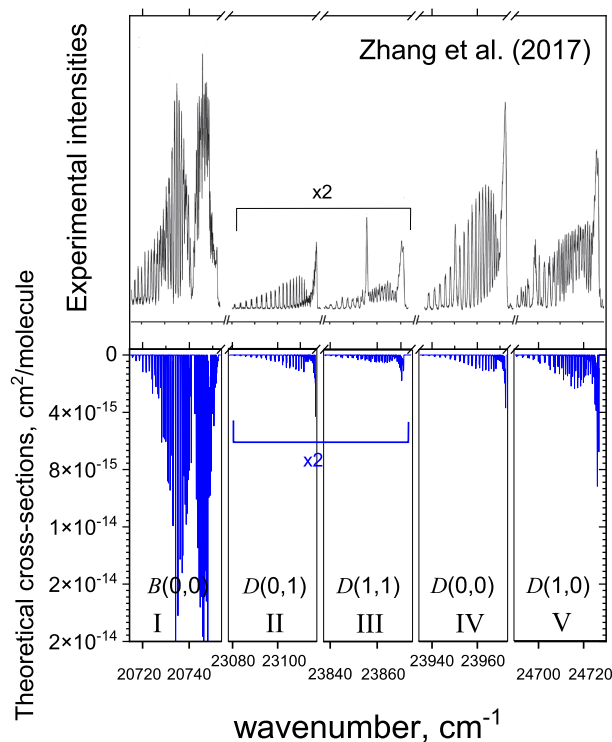 Zhang et al. (2017)
Experimental intensities
x2
Theoretical cross-sections, cm²/molecule
0
4×10⁻¹⁵
8×10⁻¹⁵
1×10⁻¹⁴
2×10⁻¹⁴
2×10⁻¹⁴
x2
B(0,0) D(0,1) D(1,1) D(0,0) D(1,0)
I II III IV V
20720 20740 23080 23100 23840 23860 23940 23960 24700 24720
wavenumber, cm⁻¹